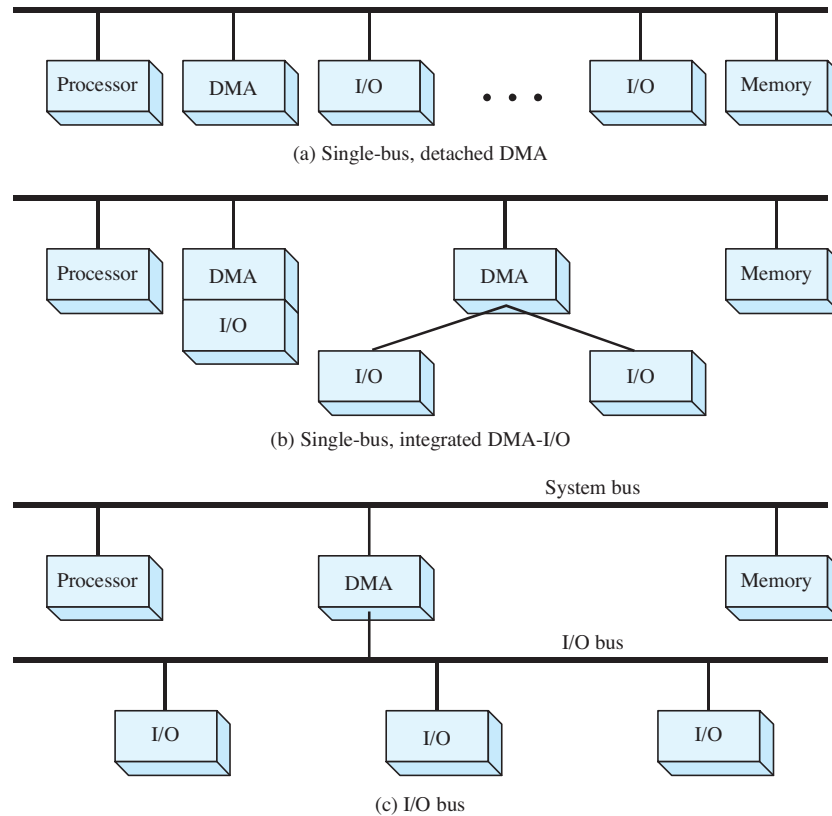 Processor DMA I/O I/O Memory
(a) Single-bus, detached DMA
Processor DMA DMA Memory
I/O
I/O I/O
(b) Single-bus, integrated DMA-I/O
System bus
Processor DMA Memory
I/O bus
I/O I/O I/O
(c) I/O bus